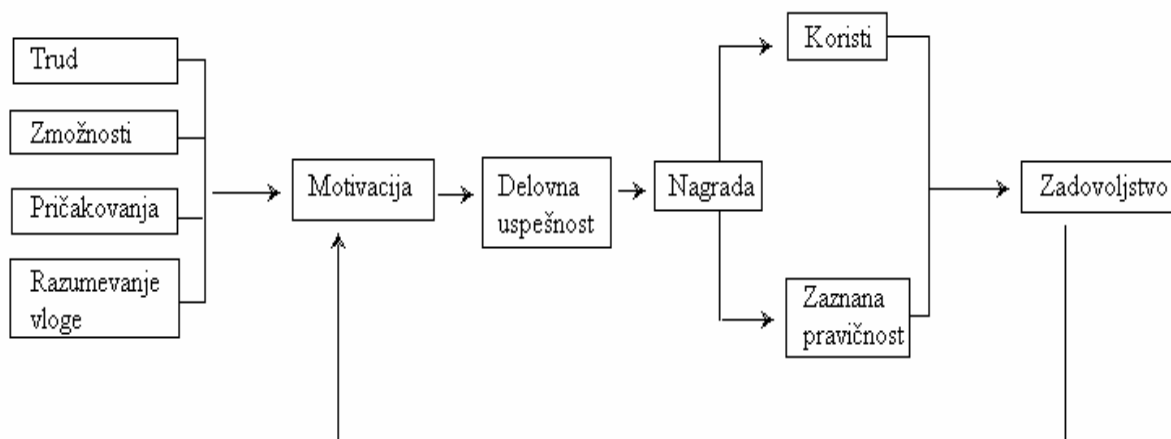 Trud
Zmožnosti
Pričakovanja
Razumevanje
vloge
Motivacija
Delovna
uspešnost
Nagrada
Koristi
Zaznana
pravičnost
Zadovoljstvo